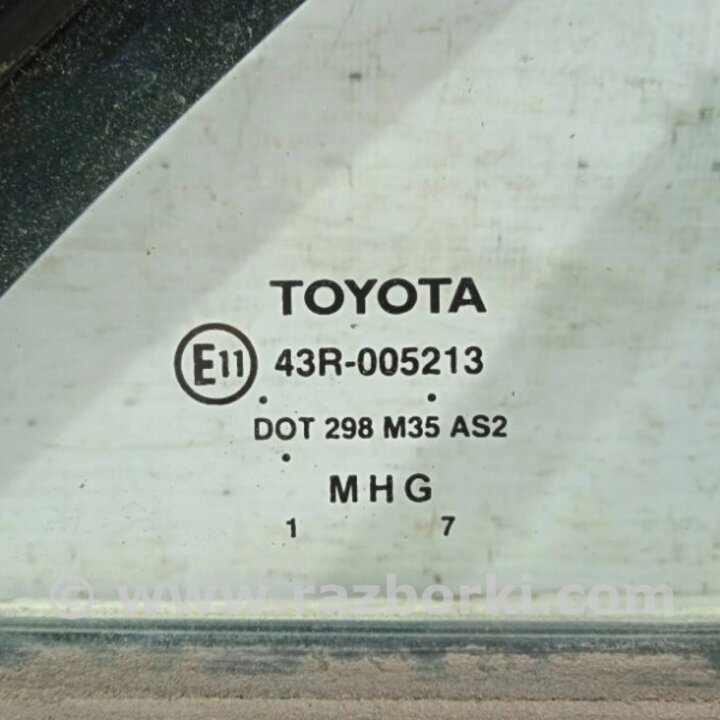 TOYOTA
E11 43R-005213
DOT 298 M35 AS2
MHG
1 7
© www.razborki.com